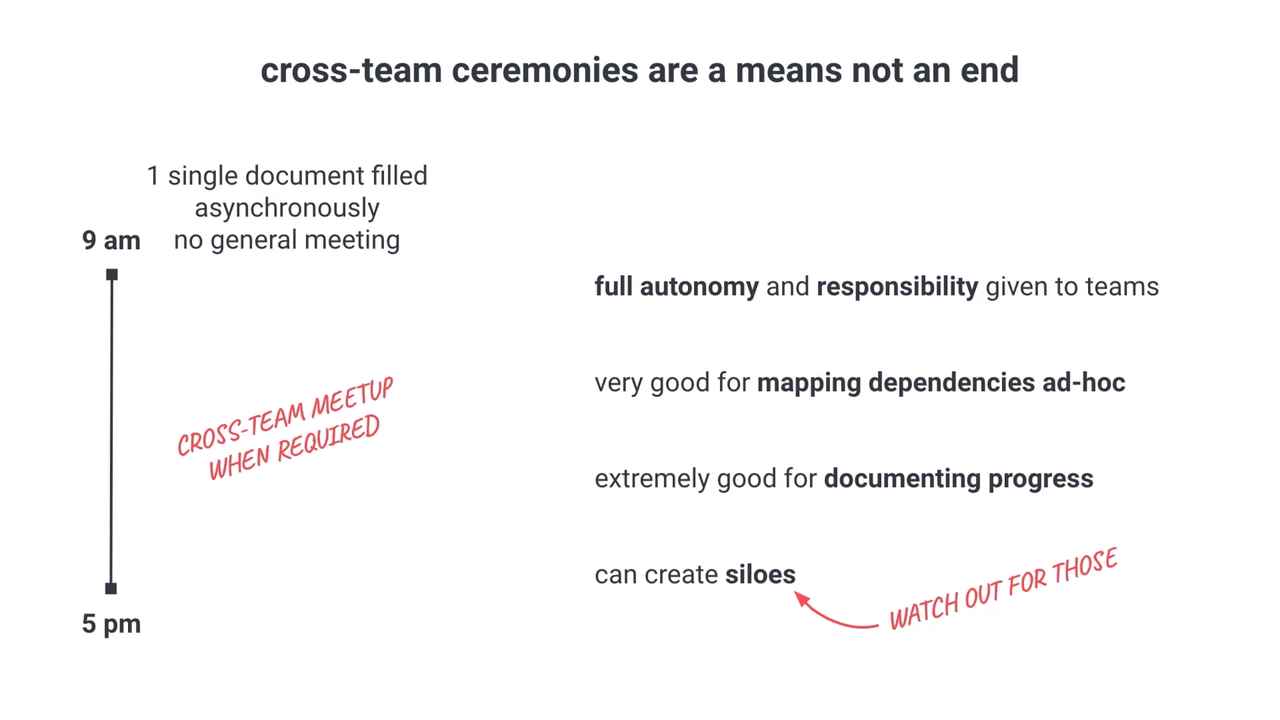 cross-team ceremonies are a means not an end
1 single document filled
asynchronously
no general meeting
9 am
CROSS-TEAM MEETUP
WHEN REQUIRED
5 pm
full autonomy and responsibility given to teams
very good for mapping dependencies ad-hoc
extremely good for documenting progress
can create siloes
WATCH OUT FOR THOSE